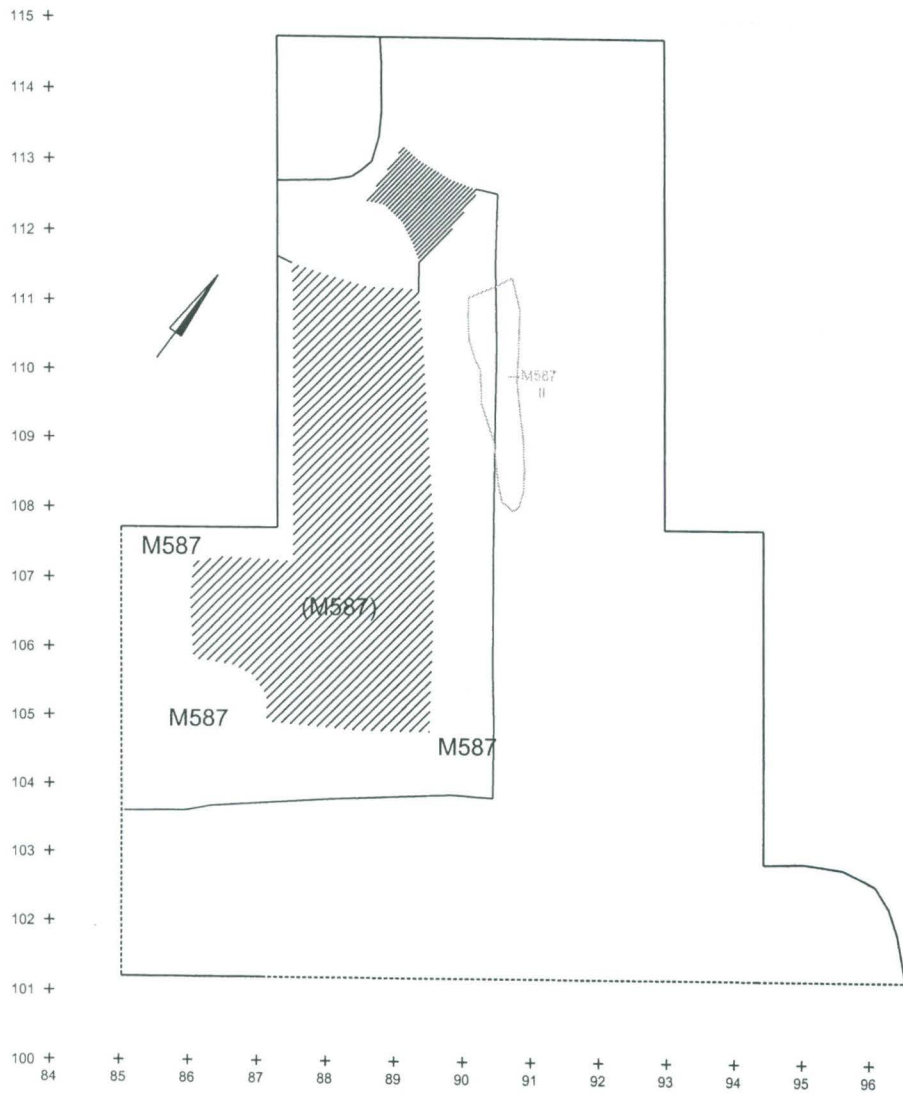 115 +
114 +
113 +
112 +
111 +
110 +
M587
II
109 +
108 +
M587
107 +
(M587)
106 +
M587
105 +
M587
104 +
103 +
102 +
101 +
100 + + + + + + + + + + + + +
84 85 86 87 88 89 90 91 92 93 94 95 96